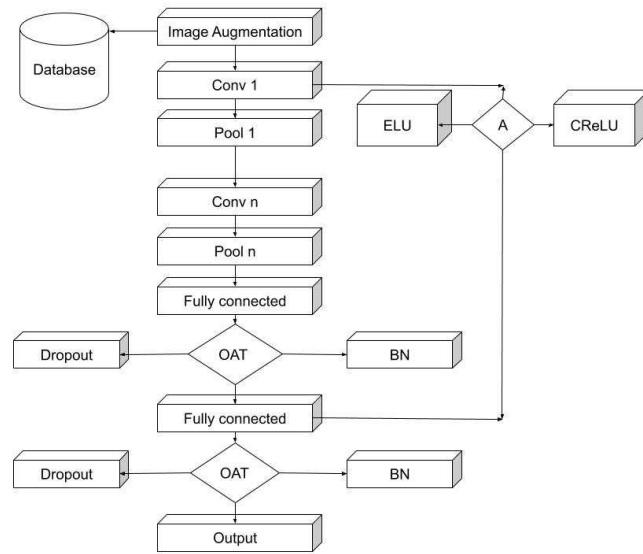 Image Augmentation
Database
Conv 1
ELU
A
CReLU
Pool 1
Conv n
Pool n
Fully connected
Dropout
OAT
BN
Fully connected
Dropout
OAT
BN
Output